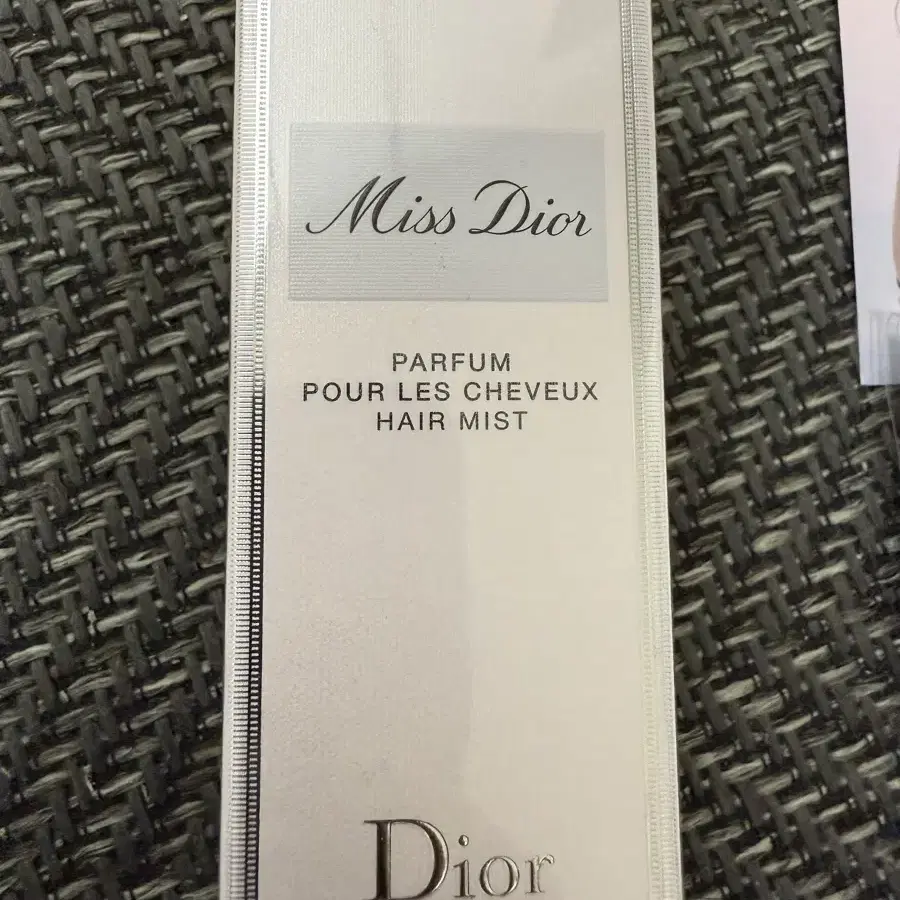 Miss Dior
PARFUM
POUR LES CHEVEUX
HAIR MIST
Dior